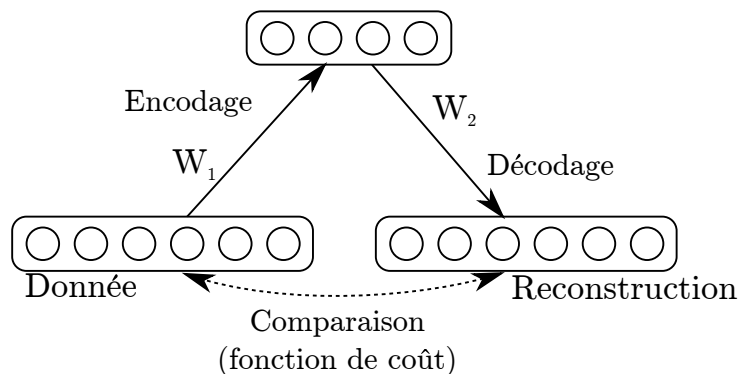 Encodage
W₂
W₁
Décodage
Donnée
Reconstruction
Comparaison
(fonction de coût)